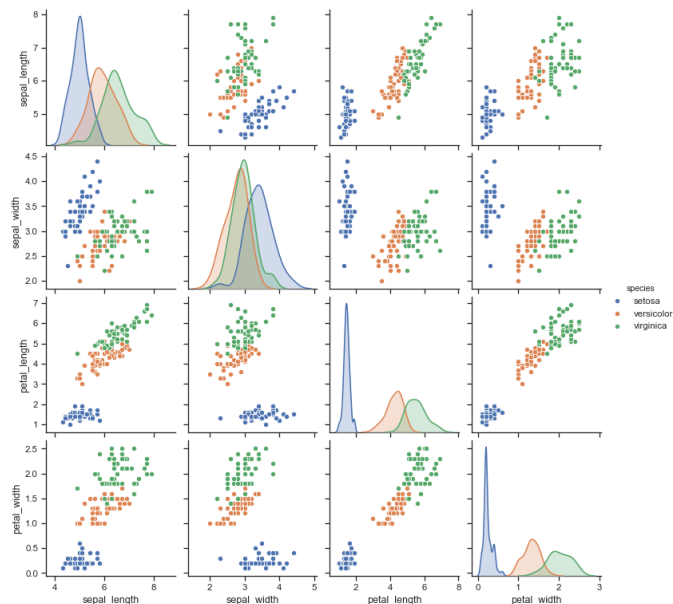 8
7
6
5
sepal_length
4.5
4.0
3.5
3.0
2.5
2.0
sepal_width
species
setosa
versicolor
virginica
7
6
5
4
3
2
1
petal_length
2.5
2.0
1.5
1.0
0.5
0.0
petal_width
4 6 8 2 3 4 5 2 4 6 8 0 1 2 3
sepal_length sepal_width petal_length petal_width